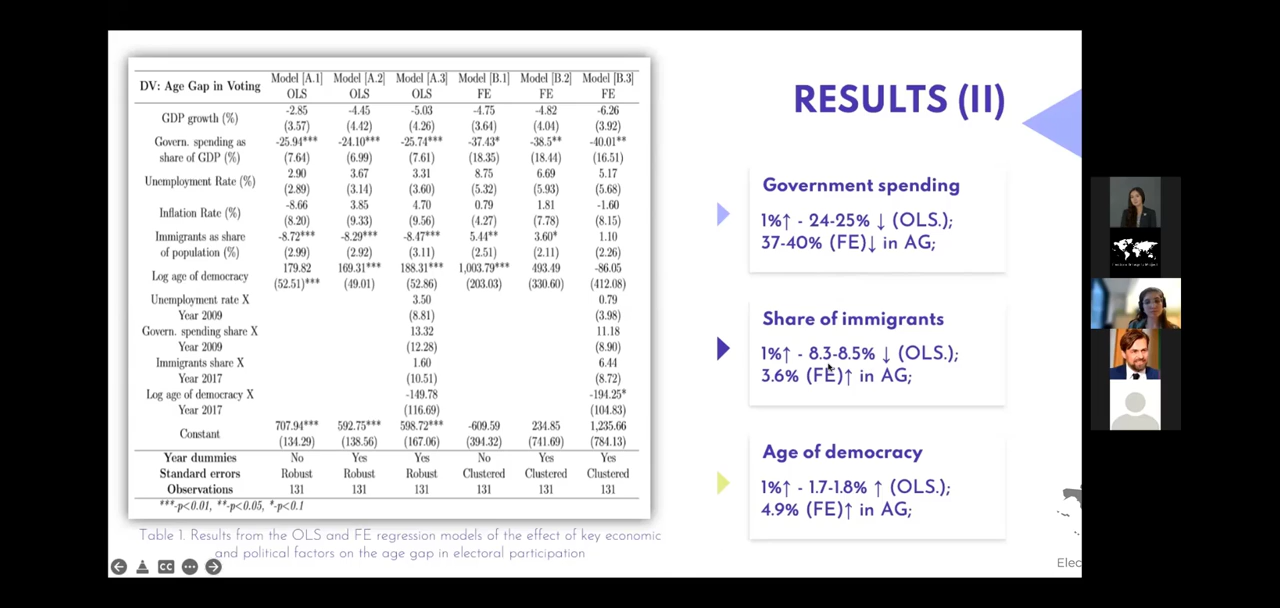 DV: Age Gap in Voting Model [A.1] Model [A.2] Model [A.3] Model [B.1] Model [B.2] Model [B.3]
OLS OLS OLS FE FE FE
GDP growth (%) -2.85 -4.45 -5.03 -4.75 -4.82 -6.26
(3.57) (4.42) (4.26) (3.64) (4.04) (3.92)
Govern. spending as -25.94*** -24.10*** -25.74*** -37.43* -38.5** -40.01**
share of GDP (%) (7.64) (6.99) (7.61) (18.35) (18.44) (16.51)
Unemployment Rate (%) 2.90 3.67 3.31 8.75 6.69 5.17
(2.89) (3.14) (3.60) (5.32) (5.93) (5.68)
Inflation Rate (%) -8.66 3.85 4.70 0.79 1.81 -1.60
(8.20) (9.33) (9.56) (4.27) (7.78) (8.15)
Immigrants as share -8.72*** -8.29*** -8.47*** 5.44** 3.60* 1.10
of population (%) (2.99) (2.92) (3.11) (2.51) (2.11) (2.26)
Log age of democracy 179.82 169.31*** 188.31*** 1,003.79*** 493.49 -86.05
(52.51)*** (49.01) (52.86) (203.03) (330.60) (412.08)
Unemployment rate X 3.50 0.79
Year 2009 (8.81) (3.98)
Govern. spending share X 13.32 11.18
Year 2009 (12.28) (8.90)
Immigrants share X 1.60 6.44
Year 2017 (10.51) (8.72)
Log age of democracy X -149.78 -194.25*
Year 2017 (116.69) (104.83)
Constant 707.94*** 592.75*** 598.72*** -609.59 234.85 1,235.66
(134.29) (138.56) (167.06) (394.32) (741.69) (784.13)
Year dummies No Yes Yes No Yes Yes
Standard errors Robust Robust Robust Clustered Clustered Clustered
Observations 131 131 131 131 131 131
***-p<0.01, **-p<0.05, *-p<0.1
Table 1. Results from the OLS and FE regression models of the effect of key economic
and political factors on the age gap in electoral participation
RESULTS (II)
Government spending
1%↑ - 24-25% ↓ (OLS.);
37-40% (FE)↓ in AG;
Share of immigrants
1%↑ - 8.3-8.5% ↓ (OLS.);
3.6% (FE)↑ in AG;
Age of democracy
1%↑ - 1.7-1.8% ↑ (OLS.);
4.9% (FE)↑ in AG;
Elec
CC